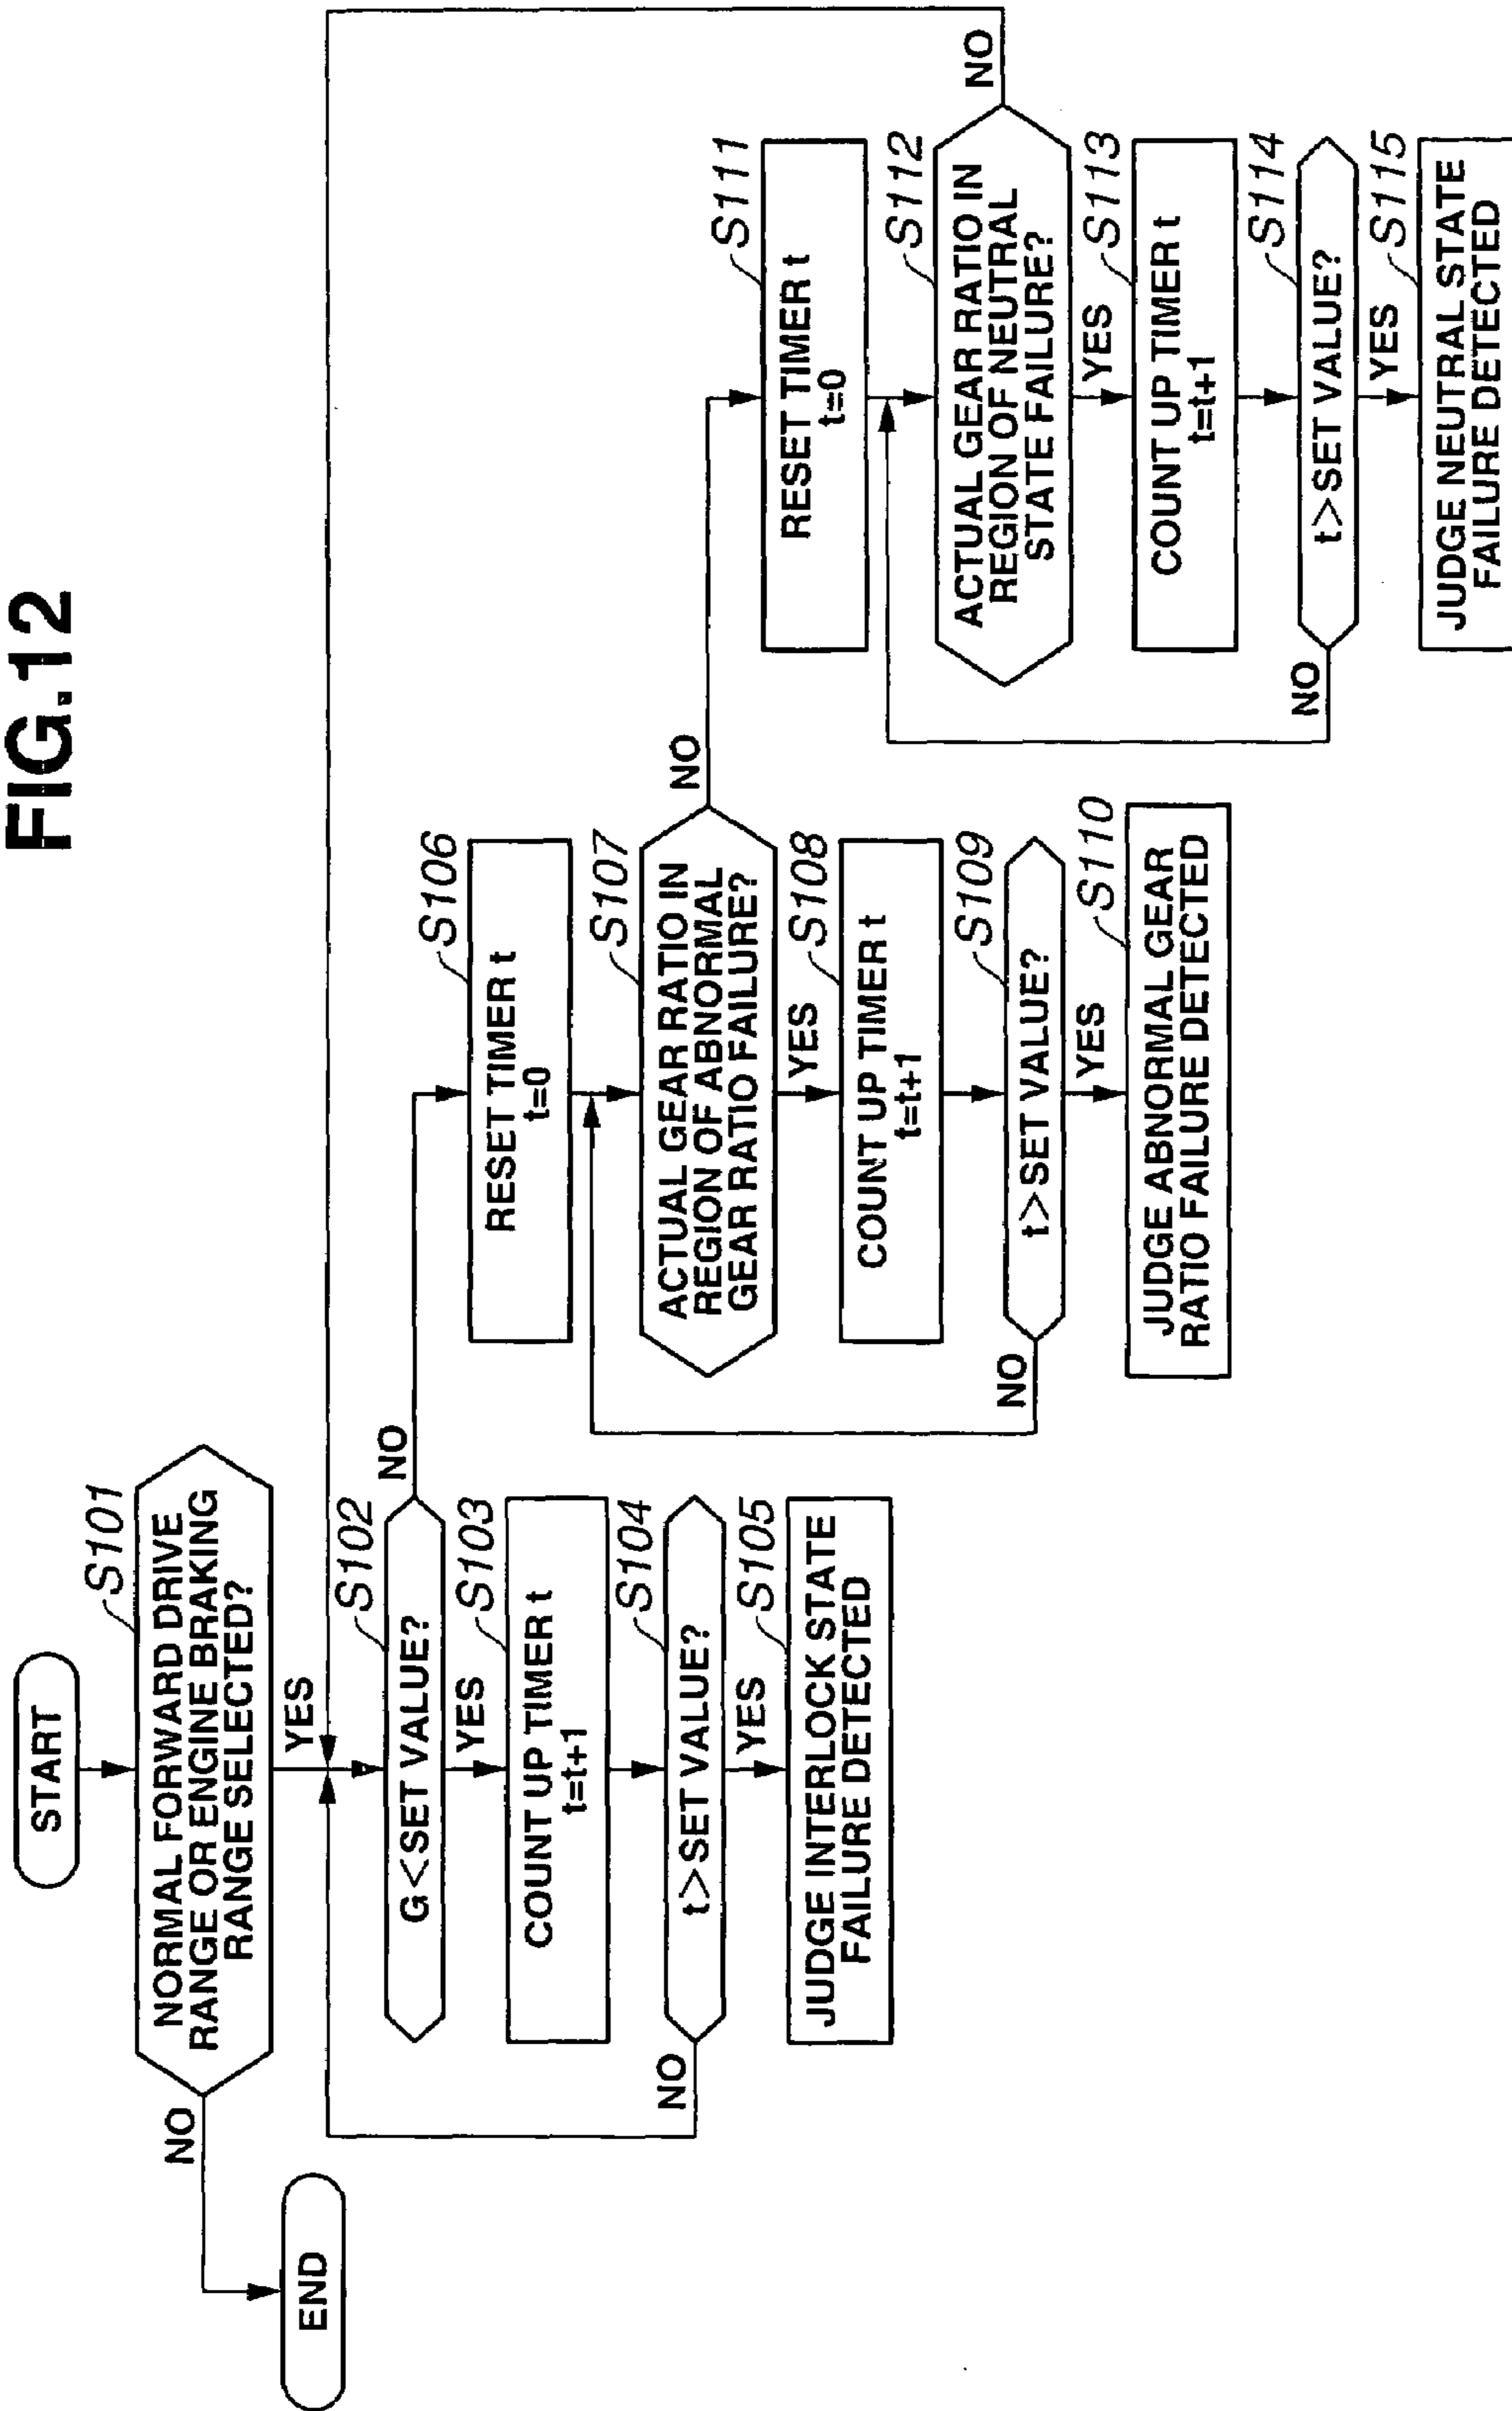 FIG.12
START
S101
NORMAL FORWARD DRIVE
RANGE OR ENGINE BRAKING
RANGE SELECTED?
NO
END
YES
S102
G<SET VALUE?
NO
YES
S103
COUNT UP TIMER t
t=t+1
S104
t>SET VALUE?
NO
YES
S105
JUDGE INTERLOCK STATE
FAILURE DETECTED
S106
RESET TIMER t
t=0
S107
ACTUAL GEAR RATIO IN
REGION OF ABNORMAL
GEAR RATIO FAILURE?
NO
YES
S108
COUNT UP TIMER t
t=t+1
S109
t>SET VALUE?
NO
YES
S110
JUDGE ABNORMAL GEAR
RATIO FAILURE DETECTED
S111
RESET TIMER t
t=0
S112
ACTUAL GEAR RATIO IN
REGION OF NEUTRAL
STATE FAILURE?
NO
YES
S113
COUNT UP TIMER t
t=t+1
S114
t>SET VALUE?
NO
YES
S115
JUDGE NEUTRAL STATE
FAILURE DETECTED